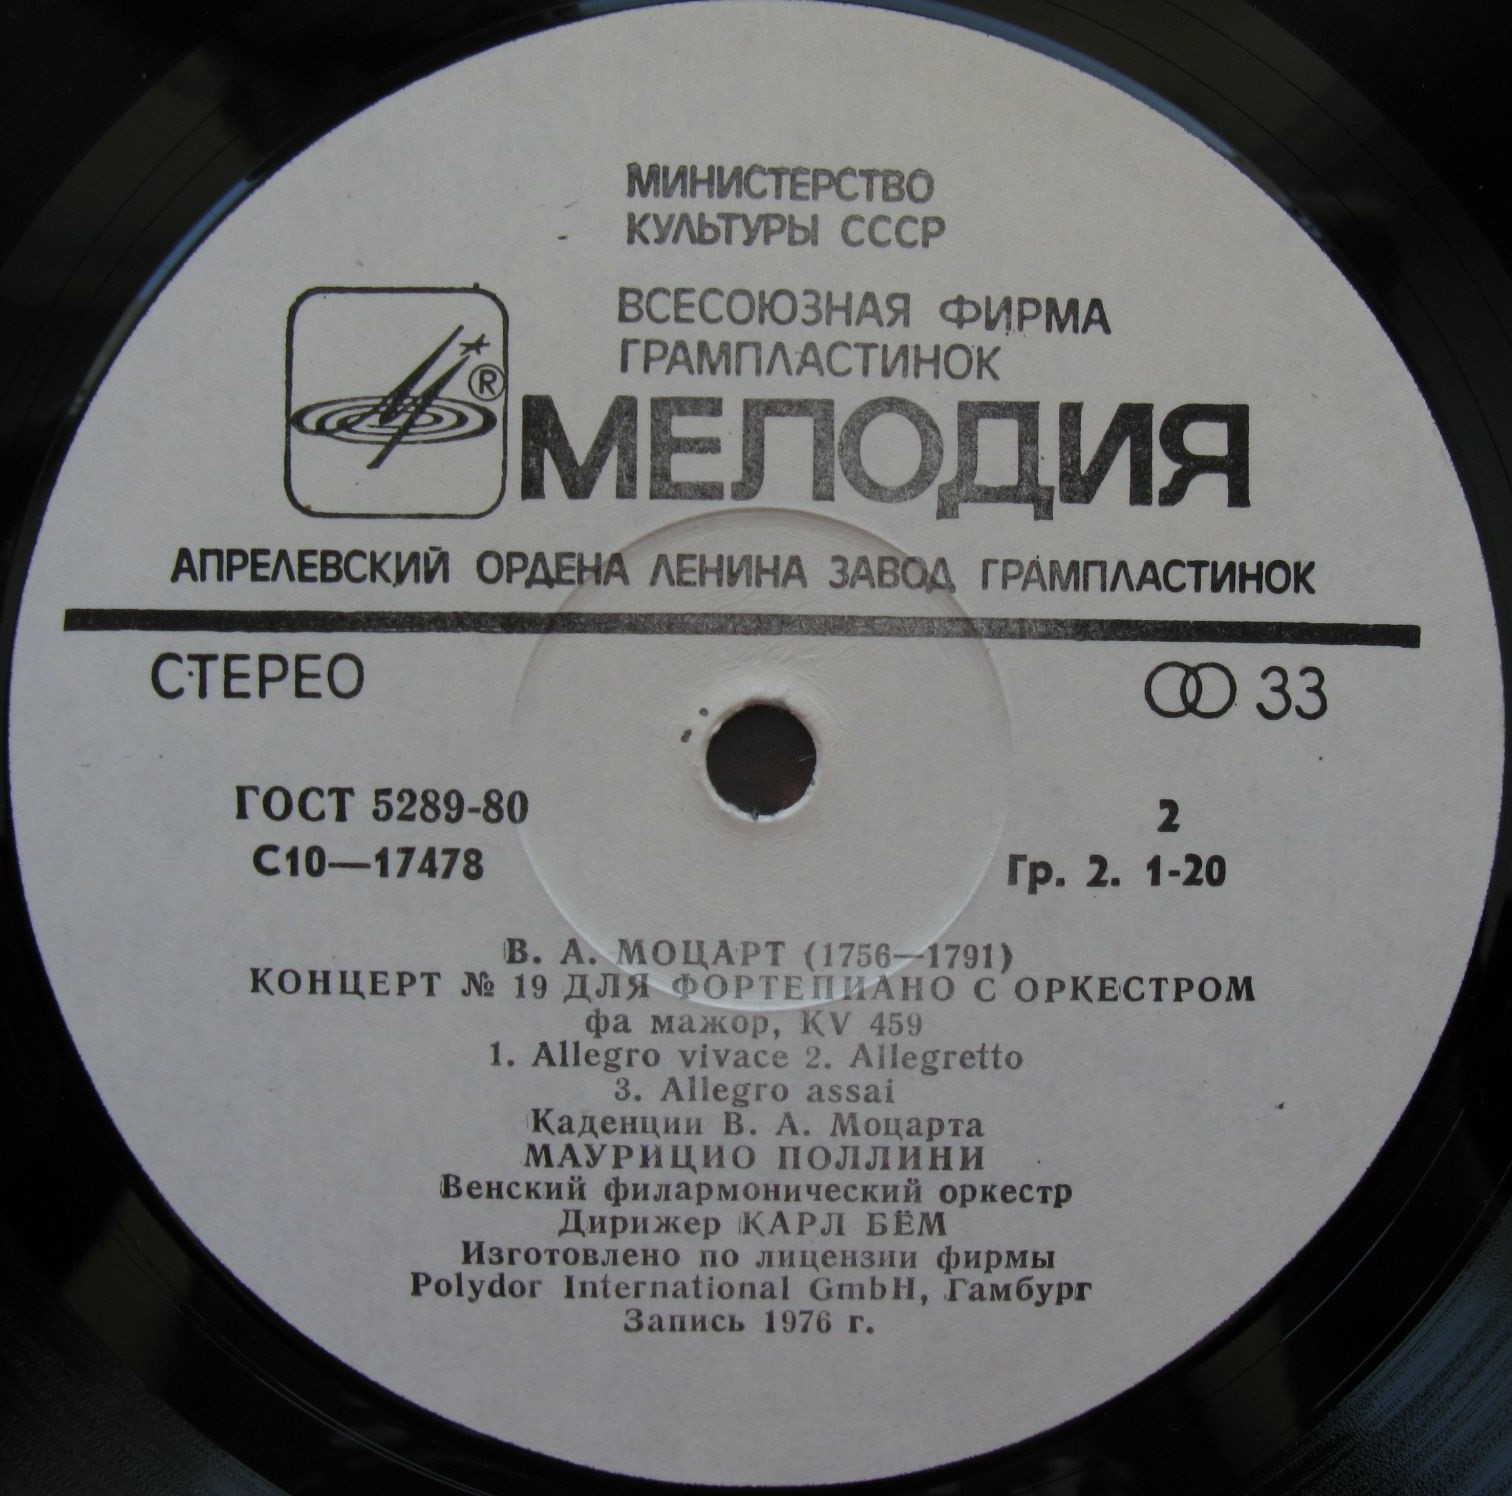 МИНИСТЕРСТВО
КУЛЬТУРЫ СССР
ВСЕСОЮЗНАЯ ФИРМА
ГРАМПЛАСТИНОК
®
МЕЛОДИЯ
АПРЕЛЕВСКИЙ ОРДЕНА ЛЕНИНА ЗАВОД ГРАМПЛАСТИНОК
СТЕРЕО
33
ГОСТ 5289-80
2
С10—17478
Гр. 2. 1-20
В. А. МОЦАРТ (1756—1791)
КОНЦЕРТ № 19 ДЛЯ ФОРТЕПИАНО С ОРКЕСТРОМ
фа мажор, KV 459
1. Allegro vivace 2. Allegretto
3. Allegro assai
Каденции В. А. Моцарта
МАУРИЦИО ПОЛЛИНИ
Венский филармонический оркестр
Дирижер КАРЛ БЁМ
Изготовлено по лицензии фирмы
Polydor International GmbH, Гамбург
Запись 1976 г.